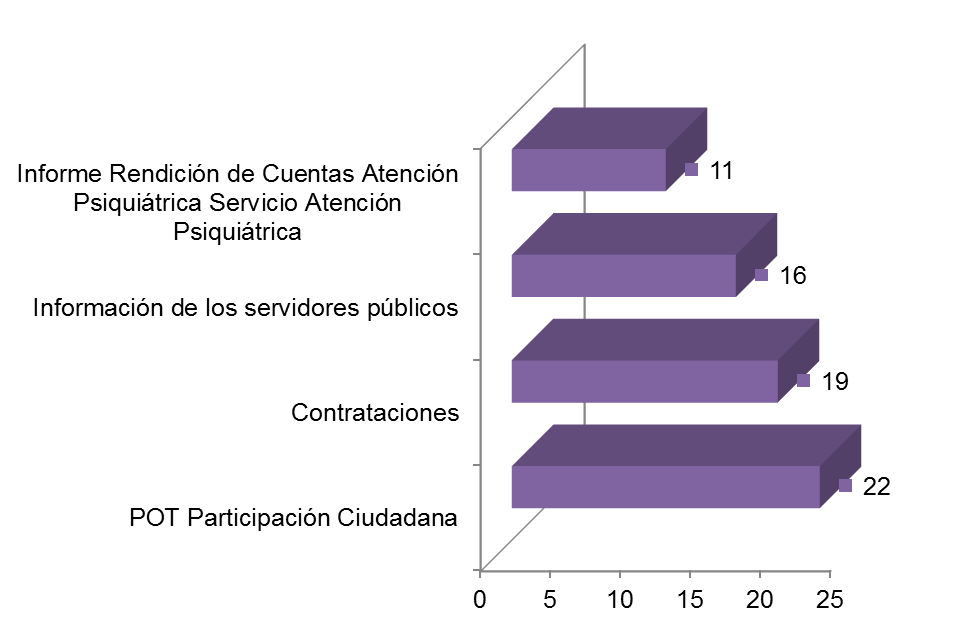 Informe Rendición de Cuentas Atención
Psiquiátrica Servicio Atención
Psiquiátrica
11
Información de los servidores públicos
16
Contrataciones
19
POT Participación Ciudadana
22
0 5 10 15 20 25